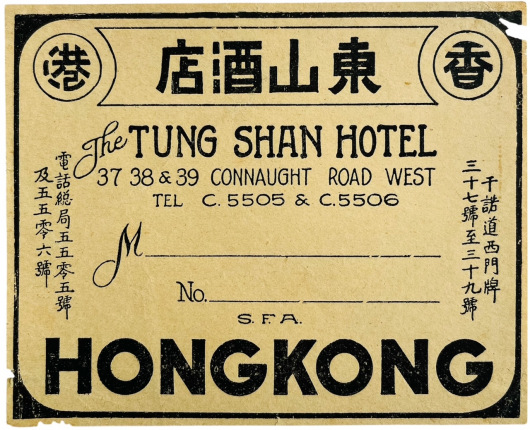 香港
東山酒店
The TUNG SHAN HOTEL
37 38 & 39 CONNAUGHT ROAD WEST
TEL C. 5505 & C.5506
干諾道西門牌
三十七號至三十九號
電話總局五五零五號
及五五零六號
M
No.
S. F. A.
HONGKONG